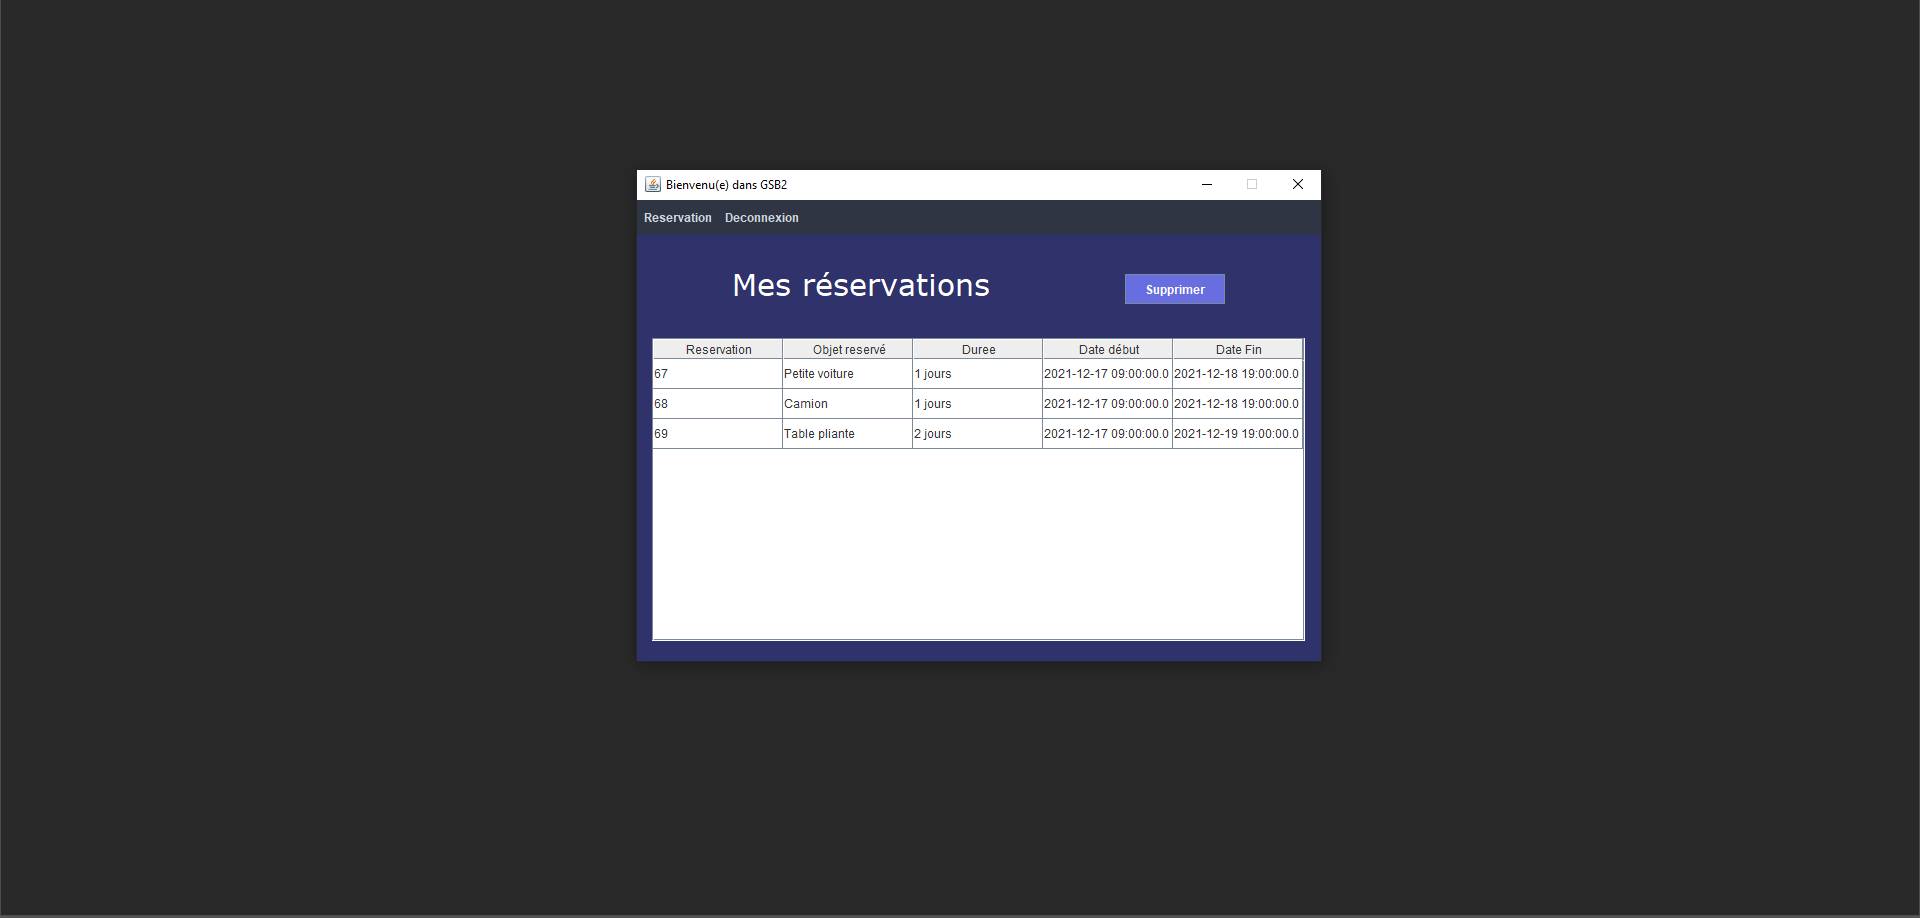 Bienvenu(e) dans GSB2
Reservation Deconnexion
Mes réservations
Supprimer
Reservation Objet reservé Duree Date début Date Fin
67 Petite voiture 1 jours 2021-12-17 09:00:00.0 2021-12-18 19:00:00.0
68 Camion 1 jours 2021-12-17 09:00:00.0 2021-12-18 19:00:00.0
69 Table pliante 2 jours 2021-12-17 09:00:00.0 2021-12-19 19:00:00.0